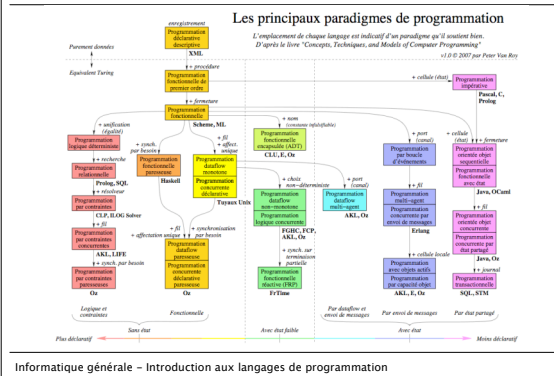 Les principaux paradigmes de programmation
L'emplacement de chaque langage est indicatif d'un paradigme qu'il soutient bien.
D'après le livre "Concepts, Techniques, and Models of Computer Programming"
v1.0 © 2007 par Peter Van Roy
enregistrement
Programmation
déclarative
descriptive
XML
Purement données
Equivalent Turing
+ procédure
Programmation
fonctionnelle de
premier ordre
+ fermeture
Programmation
fonctionnelle
Scheme, ML
+ cellule (état)
Programmation
impérative
Pascal, C,
Prolog
+ unification
(égalité)
Programmation
logique déterministe
+ recherche
Programmation
relationnelle
Prolog, SQL
+ résolveur
Programmation
par contraintes
CLP, ILOG Solver
+ fil
Programmation
par contraintes
concurrentes
AKL, LIFE
+ synch. par besoin
Programmation
par contraintes
paresseuses
Oz
+ synch.
par besoin
Programmation
fonctionnelle
paresseuse
Haskell
+ fil
+ affectation unique
+ fil
+ affect.
unique
Programmation
dataflow
monotone
Programmation
concurrente
déclarative
Tuyaux Unix
+ synchronisation
par besoin
Programmation
dataflow
paresseuse
Programmation
concurrente
déclarative
paresseuse
Oz
+ nom
(constante infalsifiable)
Programmation
fonctionnelle
encapsulée (ADT)
CLU, E, Oz
+ choix
non-déterministe
Programmation
dataflow
non-monotone
Programmation
logique concurrente
FGHC, FCP,
AKL, Oz
+ synch. sur
terminaison
partielle
Programmation
fonctionnelle
réactive (FRP)
FrTime
+ port
(canal)
Programmation
dataflow
multi-agent
AKL, Oz
+ port
(canal)
Programmation
par boucle
d'événements
+ fil
Programmation
multi-agent
Programmation
concurrente par
envoi de messages
Erlang
+ cellule locale
Programmation
avec objets actifs
Programmation
par capacité objet
AKL, E, Oz
+ cellule
(état)
+ fermeture
Programmation
orientée objet
sequentielle
Programmation
fonctionnelle
avec état
Java, OCaml
+ fil
Programmation
orientée objet
concurrente
Programmation
concurrente par
état partagé
Java, Oz
+ journal
Programmation
transactionnelle
SQL, STM
Logique et
contraintes
Fonctionnelle
Par dataflow et
envoi de messages
Par envoi de messages
Par état partagé
Sans état
Avec état faible
Avec état
Plus déclaratif
Moins déclaratif
Informatique générale – Introduction aux langages de programmation